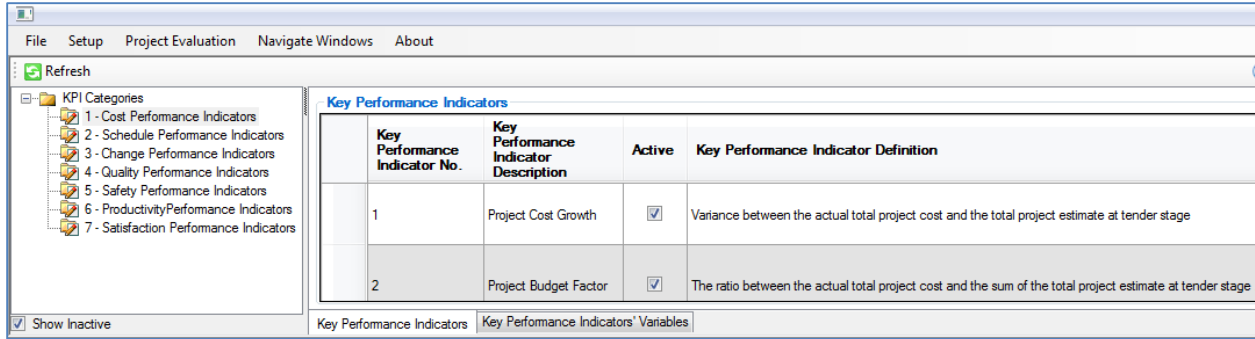 File Setup Project Evaluation Navigate Windows About
Refresh
KPI Categories
1 - Cost Performance Indicators
2 - Schedule Performance Indicators
3 - Change Performance Indicators
4 - Quality Performance Indicators
5 - Safety Performance Indicators
6 - ProductivityPerformance Indicators
7 - Satisfaction Performance Indicators
Show Inactive
Key Performance Indicators
Key Performance Indicator No.
Key Performance Indicator Description
Active
Key Performance Indicator Definition
1 Project Cost Growth Variance between the actual total project cost and the total project estimate at tender stage
2 Project Budget Factor The ratio between the actual total project cost and the sum of the total project estimate at tender stage
Key Performance Indicators Key Performance Indicators' Variables